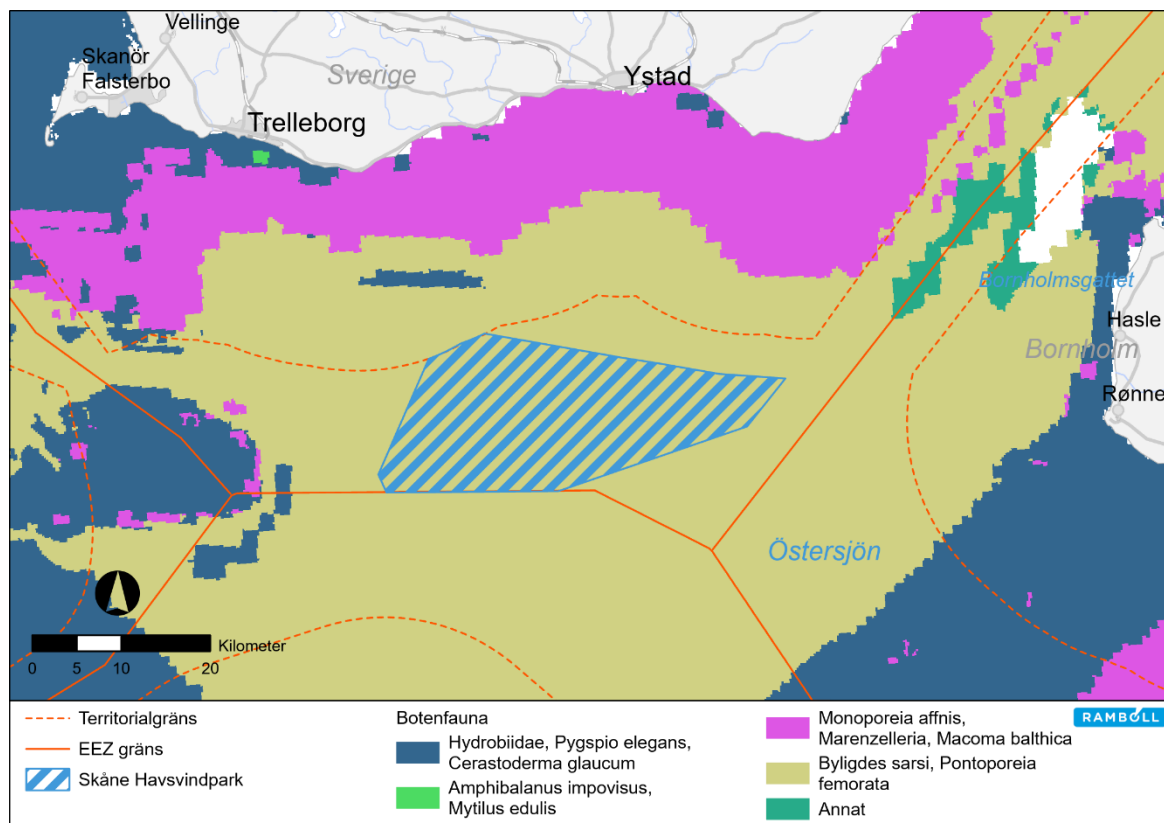 Vellinge
Skanör
Falsterbo
Sverige
Ystad
Trelleborg
Bornholmsgattet
Hasle
Bornholm
Rønne
Östersjön
Kilometer
0 5 10 20
Territorialgräns
EEZ gräns
Skåne Havsvindpark
Botenfauna
Hydrobiidae, Pygspio elegans,
Cerastoderma glaucum
Amphibalanus impovisus,
Mytilus edulis
RAMBOLL
Monoporeia affnis,
Marenzelleria, Macoma balthica
Byligdes sarsi, Pontoporeia
femorata
Annat